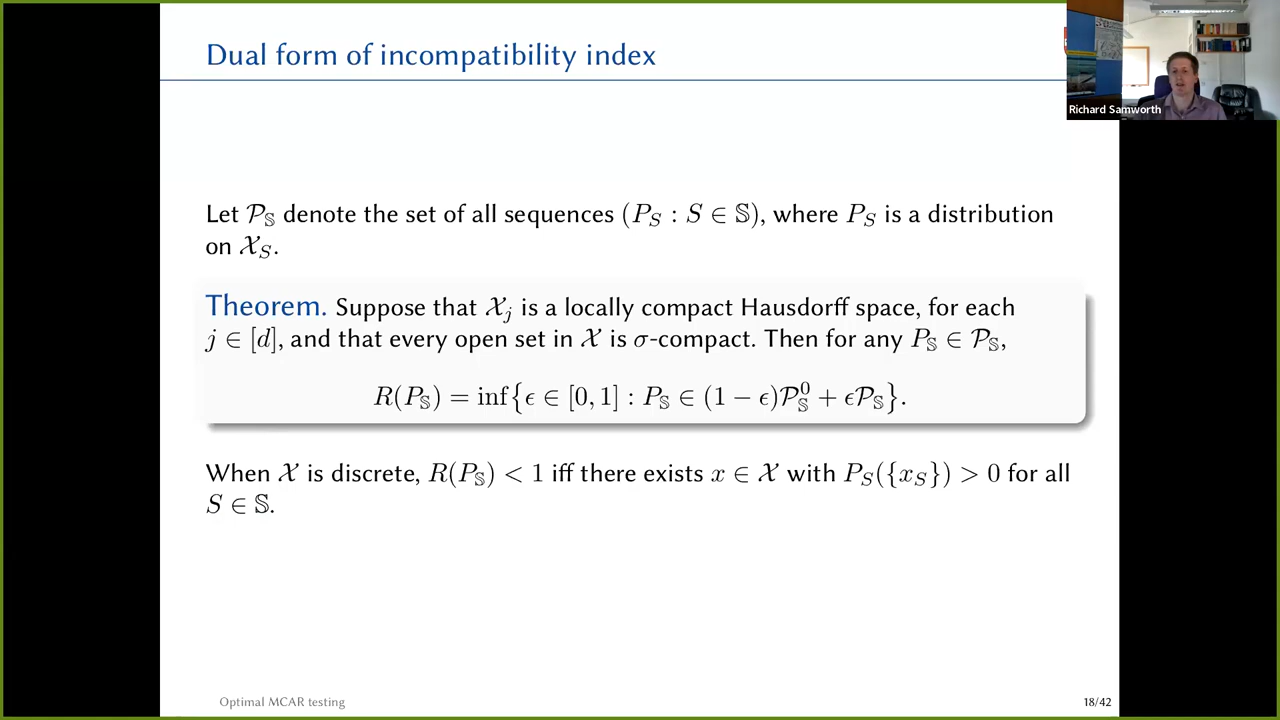 Dual form of incompatibility index
Richard Samworth
Let 𝒫_𝕊 denote the set of all sequences (P_S : S ∈ 𝕊), where P_S is a distribution
on 𝒳_S.
Theorem. Suppose that 𝒳_j is a locally compact Hausdorff space, for each
j ∈ [d], and that every open set in 𝒳 is σ-compact. Then for any P_𝕊 ∈ 𝒫_𝕊,
R(P_𝕊) = inf{ϵ ∈ [0, 1] : P_𝕊 ∈ (1 − ϵ)𝒫_𝕊^0 + ϵ𝒫_𝕊}.
When 𝒳 is discrete, R(P_𝕊) < 1 iff there exists x ∈ 𝒳 with P_S({x_S}) > 0 for all
S ∈ 𝕊.
Optimal MCAR testing
18/42